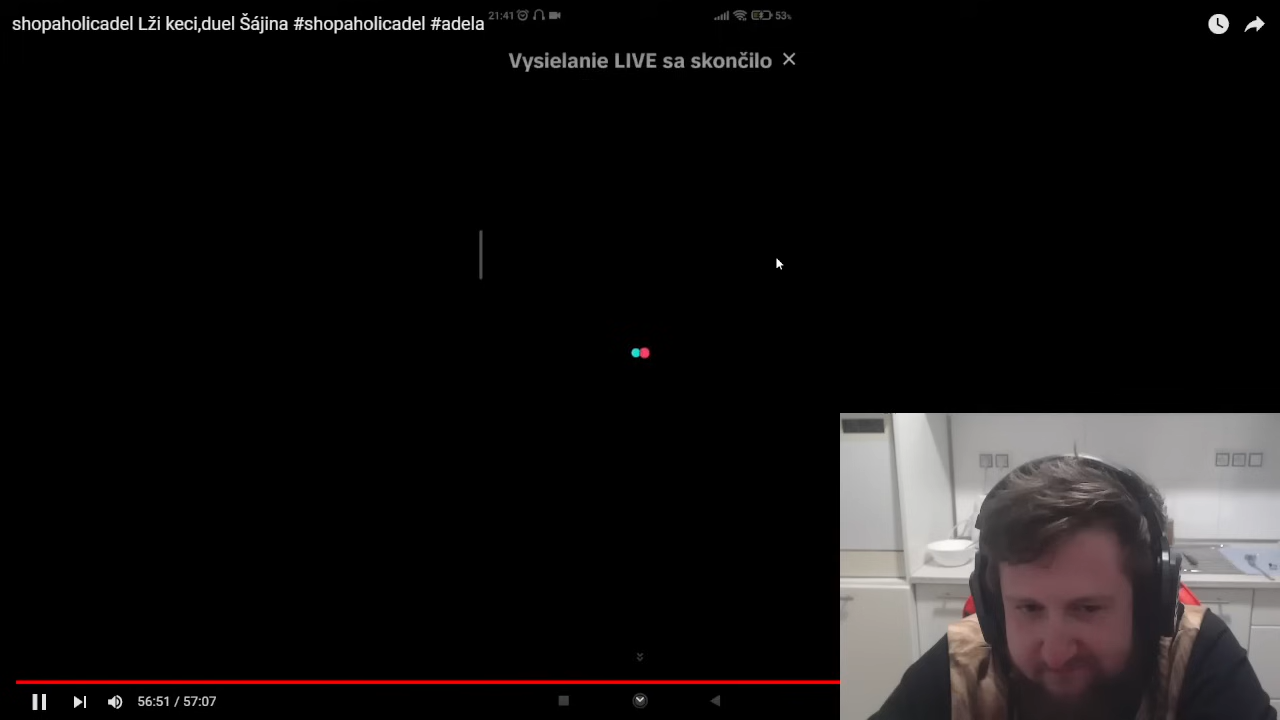 shopaholicadel Lži keci,duel Šájina #shopaholicadel #adela
21:41
53%
Vysielanie LIVE sa skončilo
56:51 / 57:07